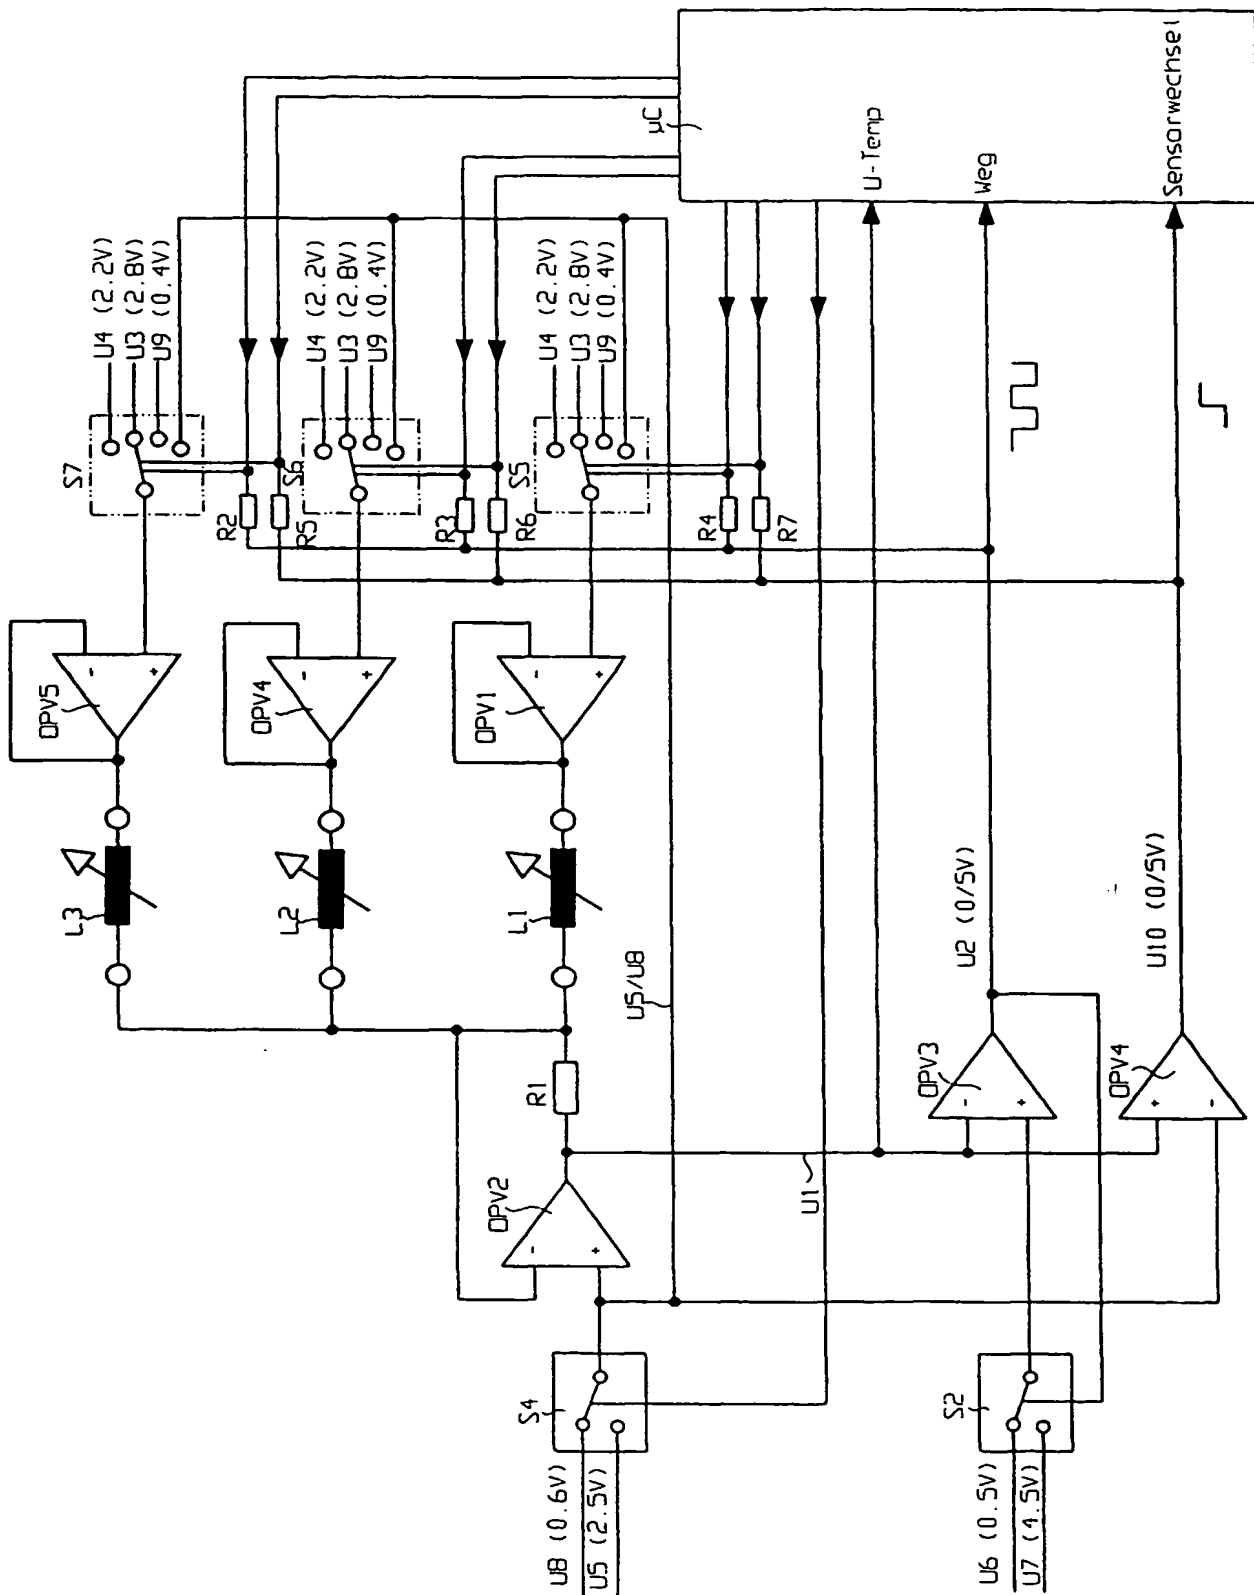 S7
U4 (2.2V)
U3 (2.8V)
U9 (0.4V)
S6
U4 (2.2V)
U3 (2.8V)
U9 (0.4V)
S5
U4 (2.2V)
U3 (2.8V)
U9 (0.4V)
R2
R5
R3
R6
R4
R7
µC
U-Temp
Weg
Sensorwechsel
OPV5
-
+
OPV4
-
+
OPV1
-
+
L3
L2
L1
R1
U5/U8
OPV2
-
+
U1
U2 (0/5V)
U10 (0/5V)
OPV3
-
+
OPV4
+
-
S4
U8 (0.6V)
U5 (2.5V)
S2
U6 (0.5V)
U7 (4.5V)